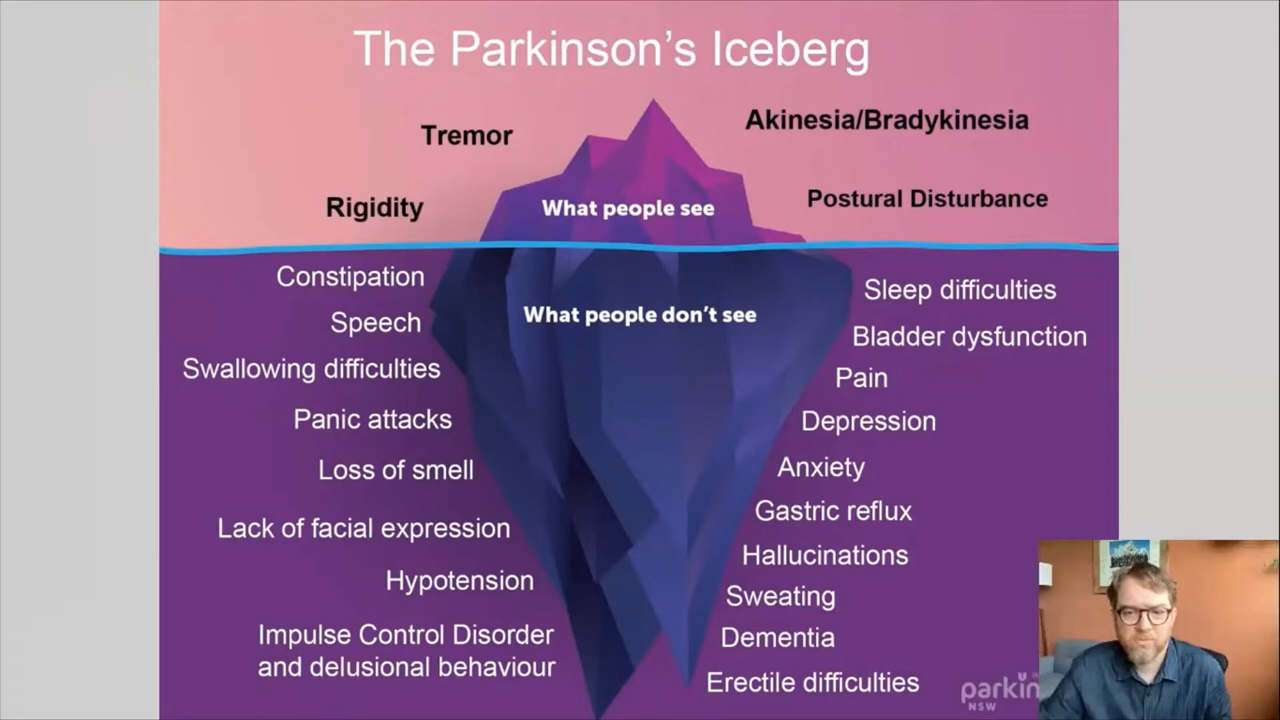 The Parkinson's Iceberg
Tremor
Akinesia/Bradykinesia
Rigidity
What people see
Postural Disturbance
Constipation
Speech
Swallowing difficulties
Panic attacks
Loss of smell
Lack of facial expression
Hypotension
Impulse Control Disorder
and delusional behaviour
What people don't see
Sleep difficulties
Bladder dysfunction
Pain
Depression
Anxiety
Gastric reflux
Hallucinations
Sweating
Dementia
Erectile difficulties
parkin
NSW